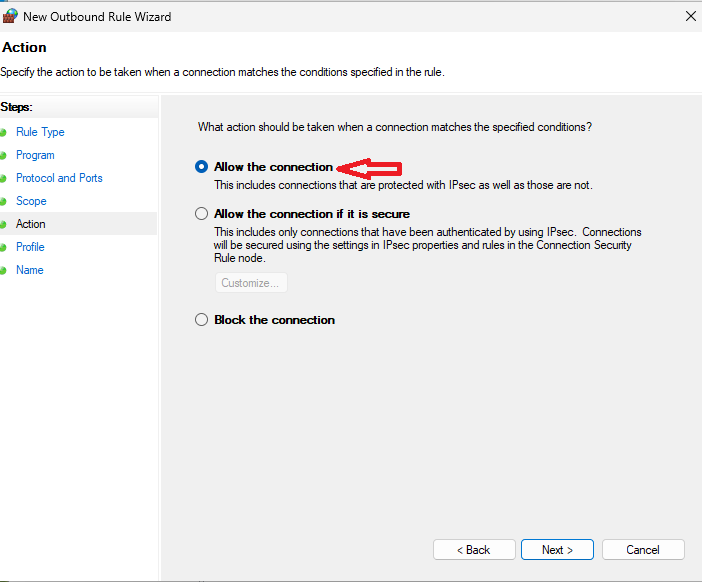 New Outbound Rule Wizard
Action
Specify the action to be taken when a connection matches the conditions specified in the rule.
Steps:
Rule Type
Program
Protocol and Ports
Scope
Action
Profile
Name
What action should be taken when a connection matches the specified conditions?
Allow the connection
This includes connections that are protected with IPsec as well as those are not.
Allow the connection if it is secure
This includes only connections that have been authenticated by using IPsec. Connections
will be secured using the settings in IPsec properties and rules in the Connection Security
Rule node.
Customize...
Block the connection
< Back
Next >
Cancel